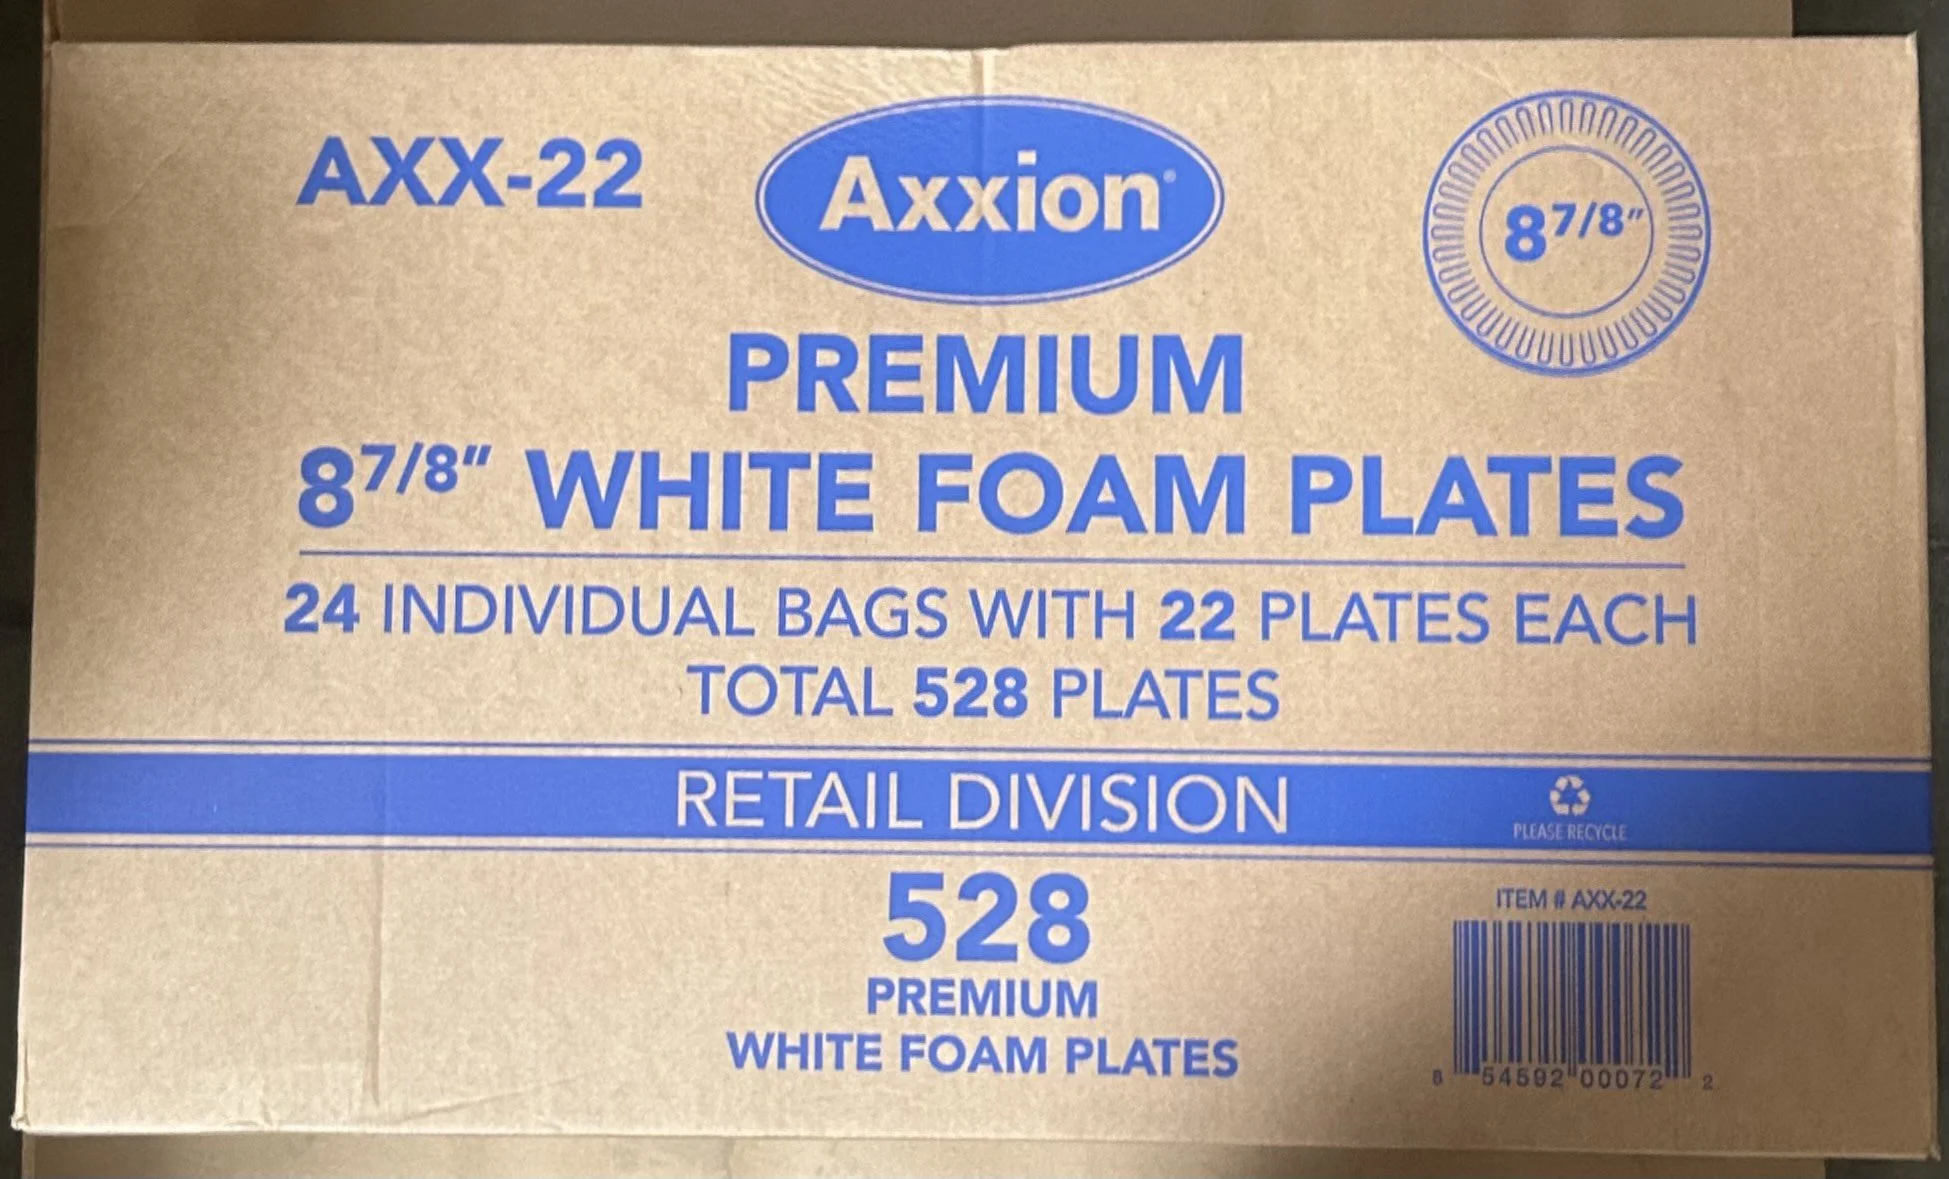 AXX-22
Axxion®
8 7/8"
PREMIUM
8 7/8" WHITE FOAM PLATES
24 INDIVIDUAL BAGS WITH 22 PLATES EACH
TOTAL 528 PLATES
RETAIL DIVISION
PLEASE RECYCLE
528
PREMIUM
WHITE FOAM PLATES
ITEM # AXX-22
8 54592 00072 2